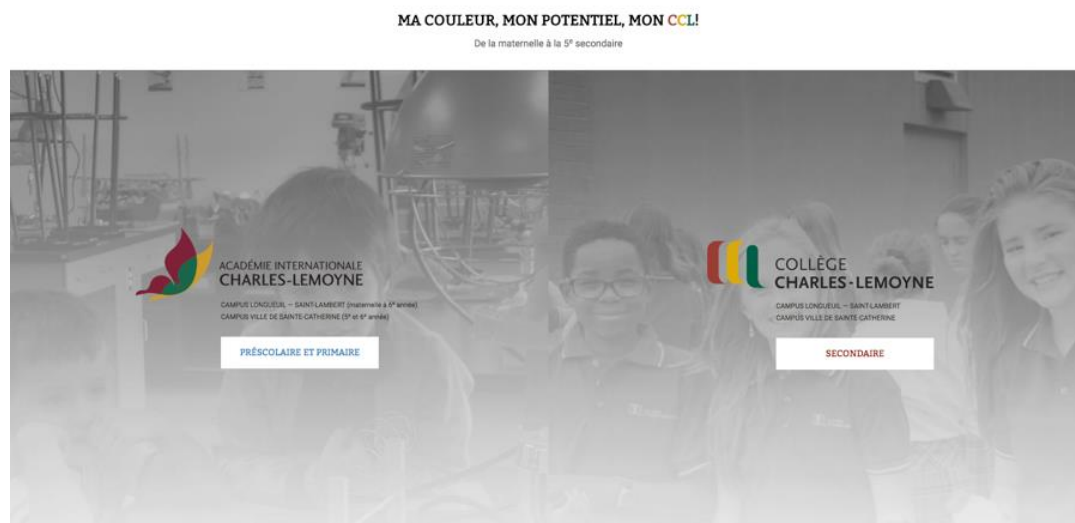 MA COULEUR, MON POTENTIEL, MON CCL!
De la maternelle à la 5e secondaire
ACADÉMIE INTERNATIONALE
CHARLES-LEMOYNE
CAMPUS LONGUEUIL — SAINT-LAMBERT (maternelle à 6e année)
CAMPUS VILLE DE SAINTE-CATHERINE (5e et 6e année)
PRÉSCOLAIRE ET PRIMAIRE
COLLÈGE
CHARLES-LEMOYNE
CAMPUS LONGUEUIL — SAINT-LAMBERT
CAMPUS VILLE DE SAINTE-CATHERINE
SECONDAIRE